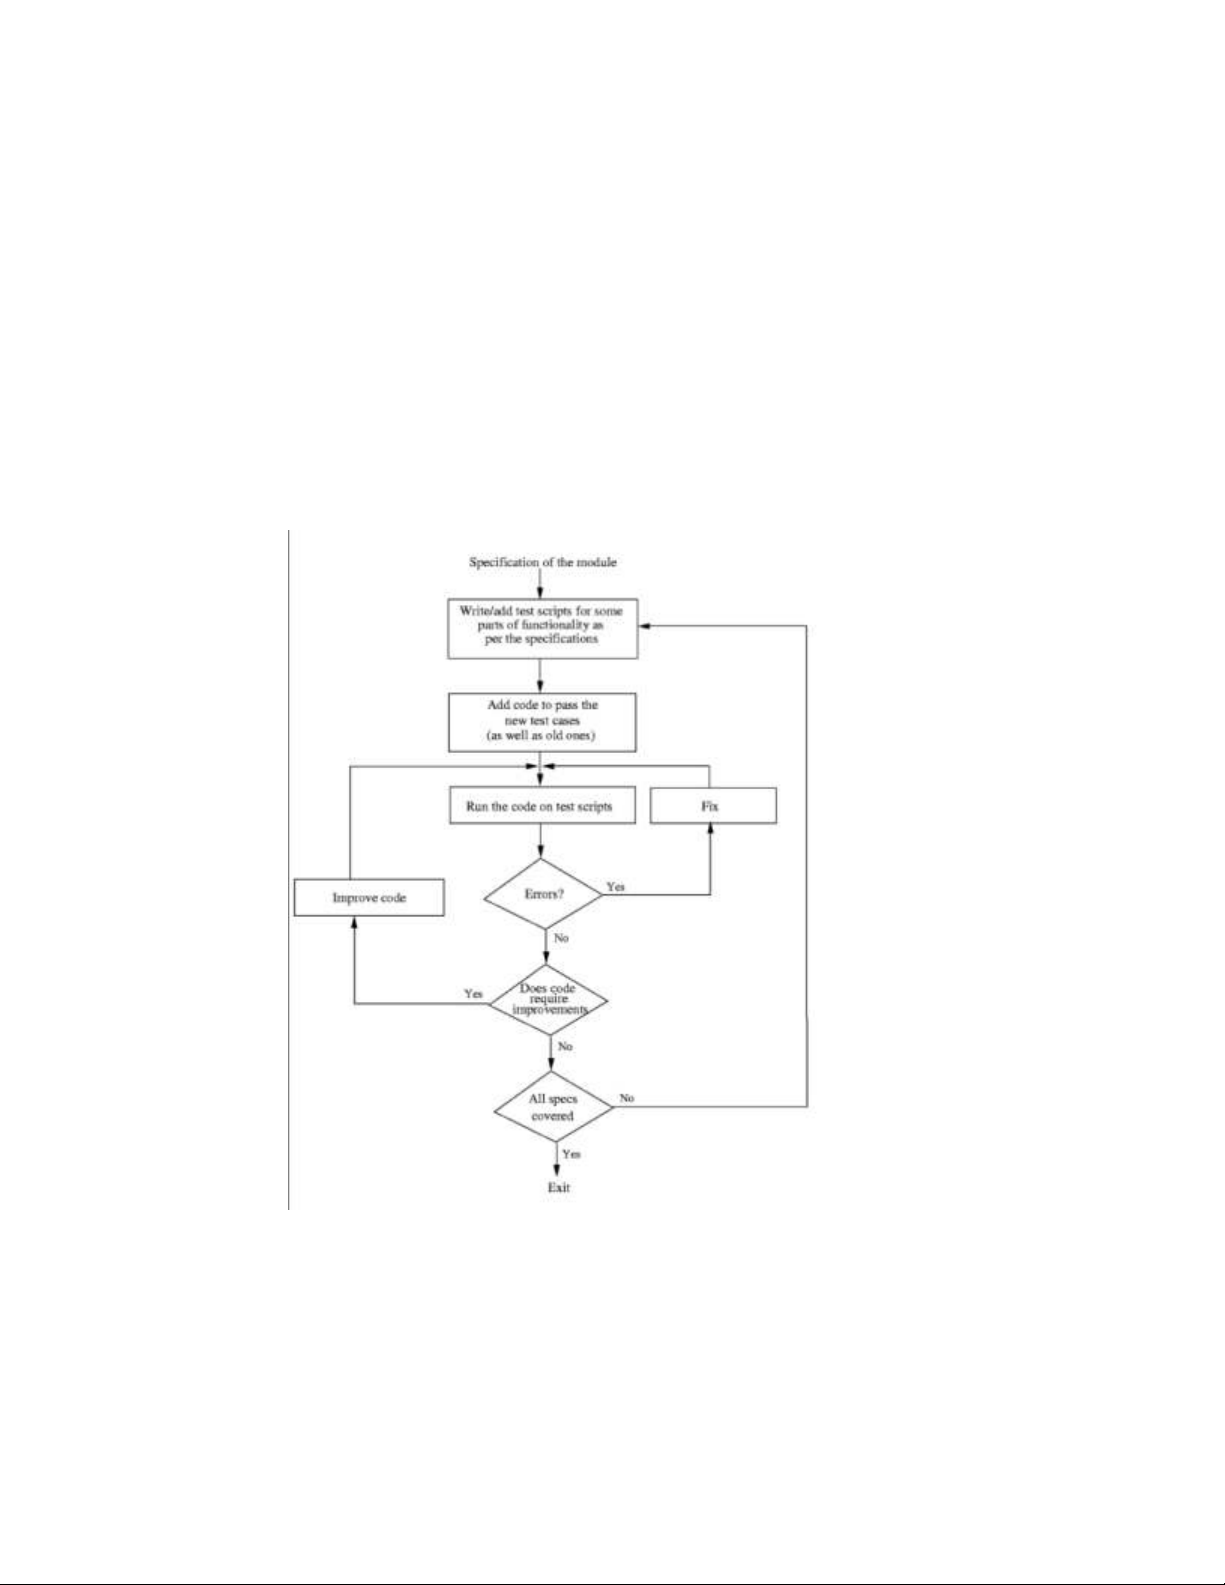 Specification of the module
Write/add test scripts for some
parts of functionality as
per the specifications
Add code to pass the
new test cases
(as well as old ones)
Run the code on test scripts
Fix
Improve code
Errors?
Yes
No
Does code
require
improvements
Yes
No
All specs
covered
No
Yes
Exit